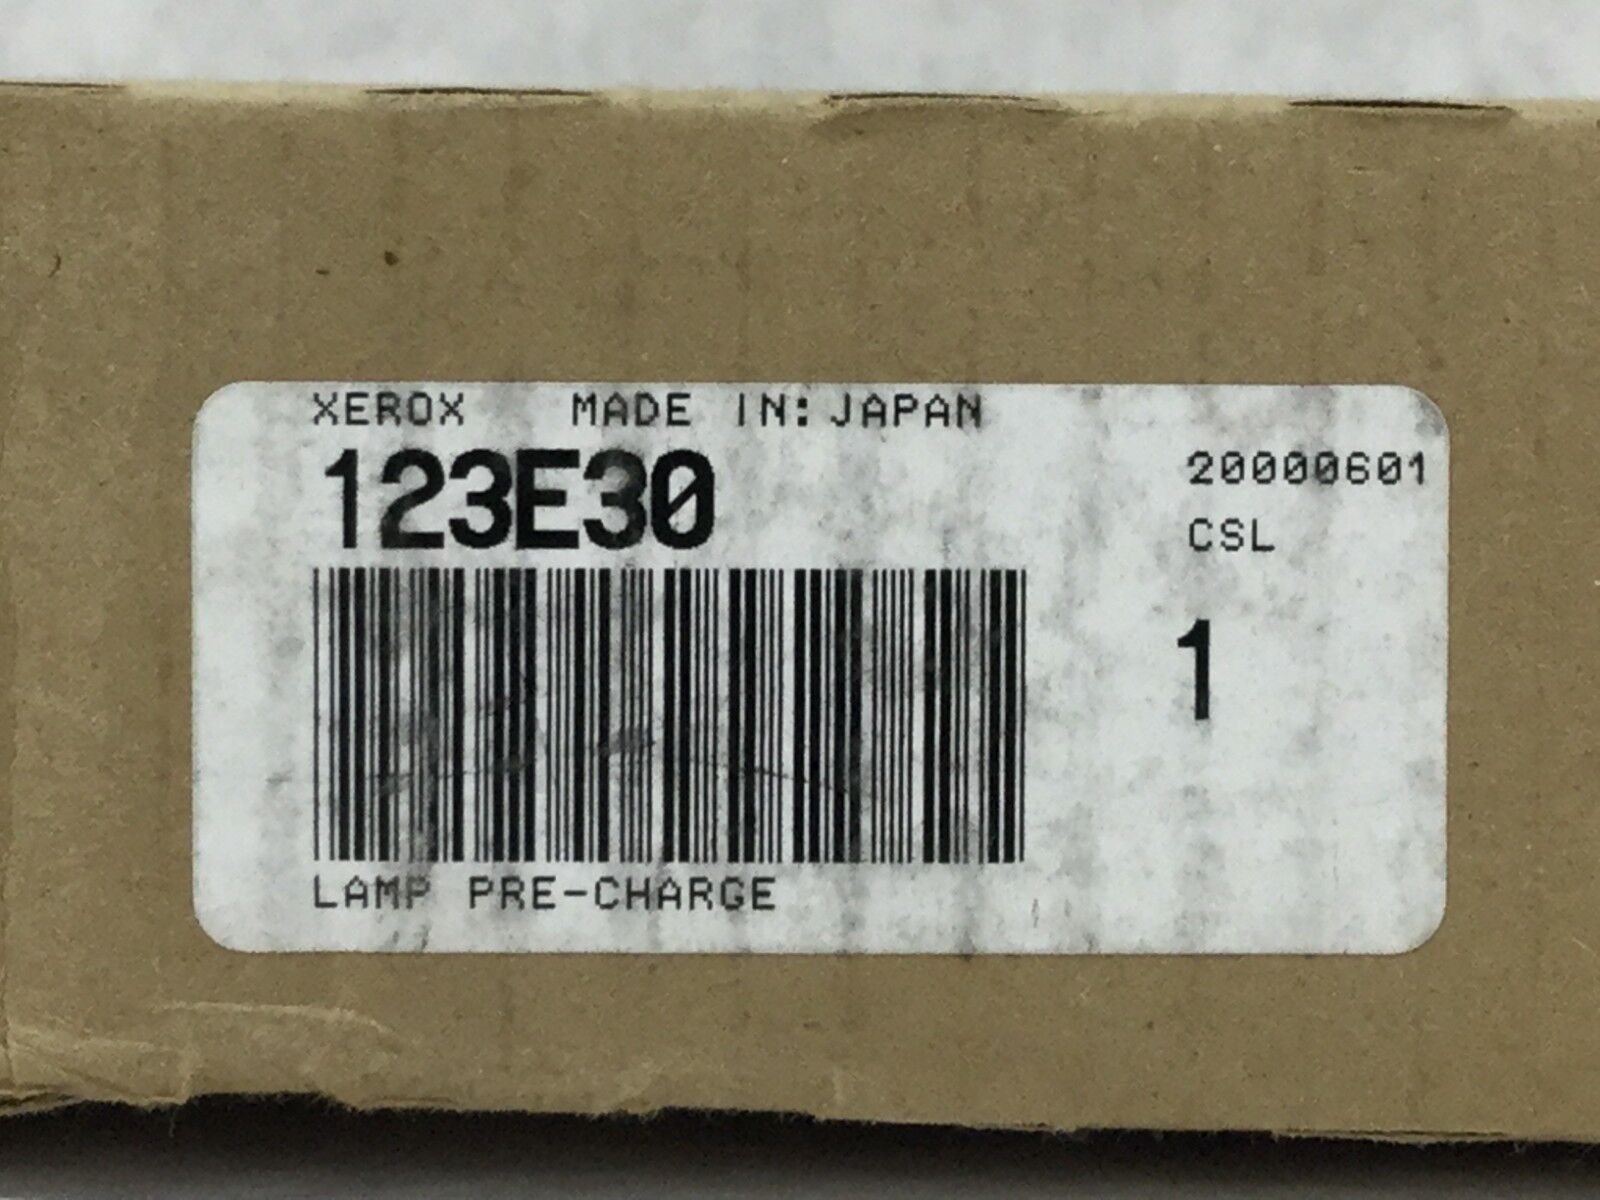 XEROX MADE IN: JAPAN
123E30
20000601
CSL
1
LAMP PRE-CHARGE